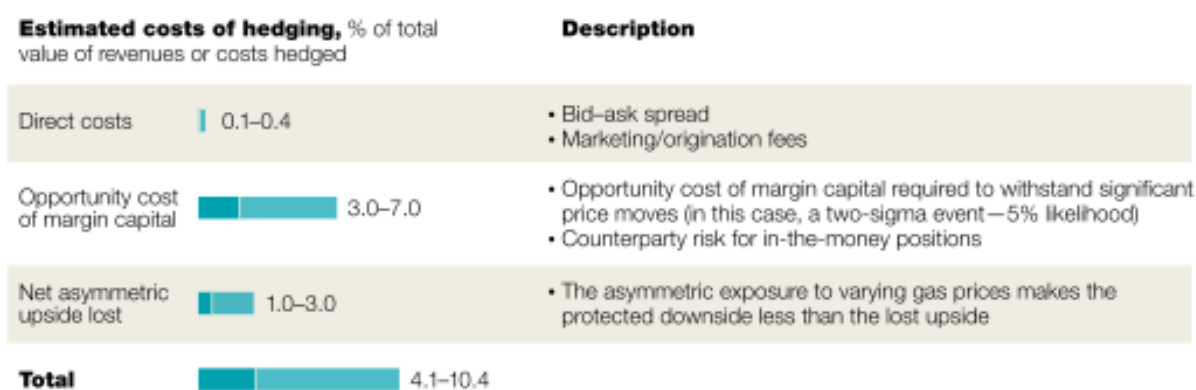 Estimated costs of hedging, % of total
value of revenues or costs hedged
Description
Direct costs
0.1–0.4
• Bid–ask spread
• Marketing/origination fees
Opportunity cost
of margin capital
3.0–7.0
• Opportunity cost of margin capital required to withstand significant
price moves (in this case, a two-sigma event—5% likelihood)
• Counterparty risk for in-the-money positions
Net asymmetric
upside lost
1.0–3.0
• The asymmetric exposure to varying gas prices makes the
protected downside less than the lost upside
Total
4.1–10.4